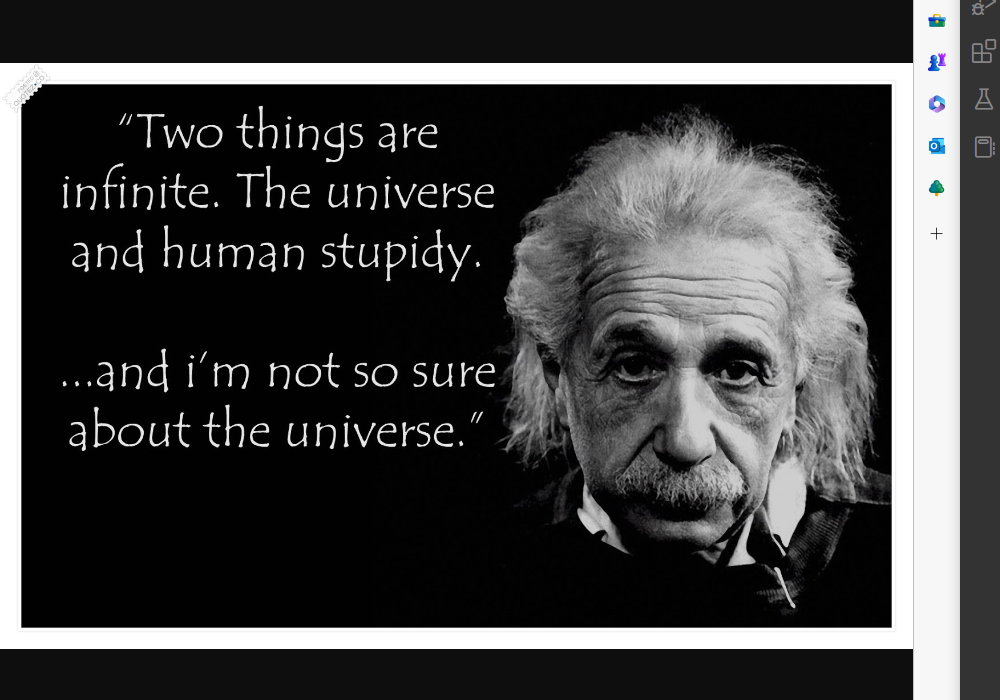 “Two things are
infinite. The universe
and human stupidy.
...and i’m not so sure
about the universe.”